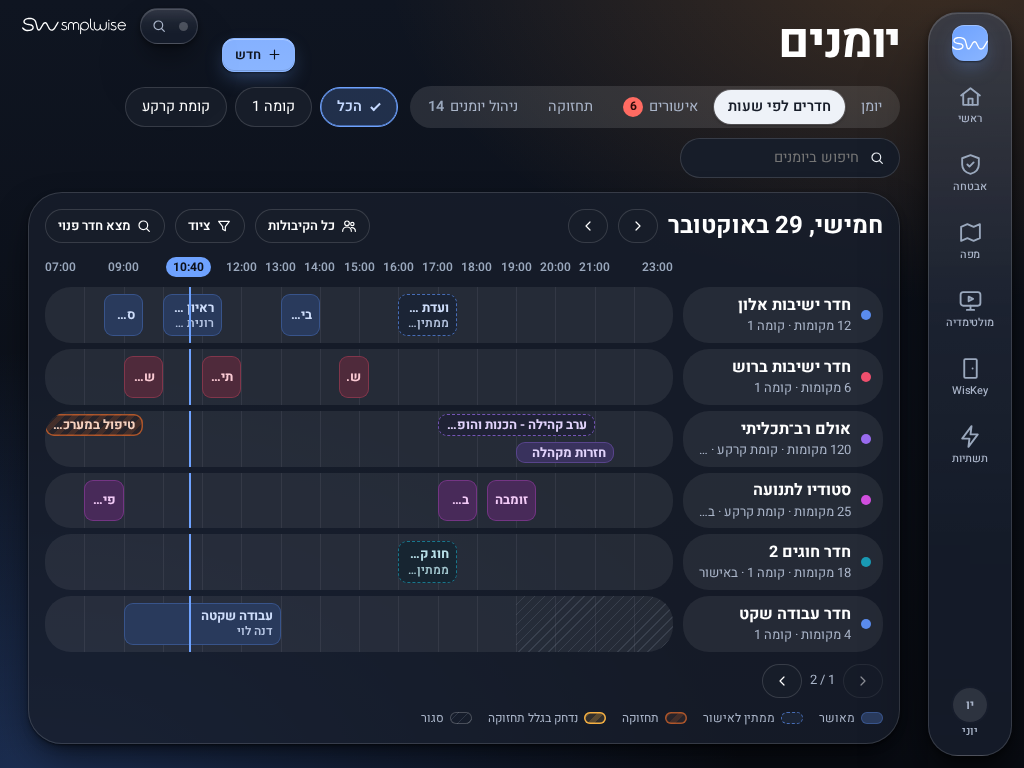 יומנים
smplwise
חדש
יומן
חדרים לפי שעות
אישורים 6
תחזוקה
ניהול יומנים 14
הכל
קומה 1
קומת קרקע
חיפוש ביומנים
ראשי
אבטחה
מפה
מולטימדיה
WisKey
תשתיות
יו
יוני
חמישי, 29 באוקטובר
כל הקיבולות
ציוד
מצא חדר פנוי
07:00 09:00 10:40 12:00 13:00 14:00 15:00 16:00 17:00 18:00 19:00 20:00 21:00 23:00
חדר ישיבות אלון
12 מקומות · קומה 1
ס...
ראיון ...
רונית ...
בי...
ועדת ...
ממתין...
חדר ישיבות ברוש
6 מקומות · קומה 1
ש...
תי...
ש.
אולם רב־תכליתי
120 מקומות · קומת קרקע · ...
טיפול במערכ...
ערב קהילה - הכנות והופ...
חזרות מקהלה
סטודיו לתנועה
25 מקומות · קומת קרקע · ב...
פי...
ב...
זומבה
חדר חוגים 2
18 מקומות · קומה 1 · באישור
חוג ק...
ממתין...
חדר עבודה שקט
4 מקומות · קומה 1
עבודה שקטה
דנה לוי
1 / 2
מאושר
ממתין לאישור
תחזוקה
נדחק בגלל תחזוקה
סגור